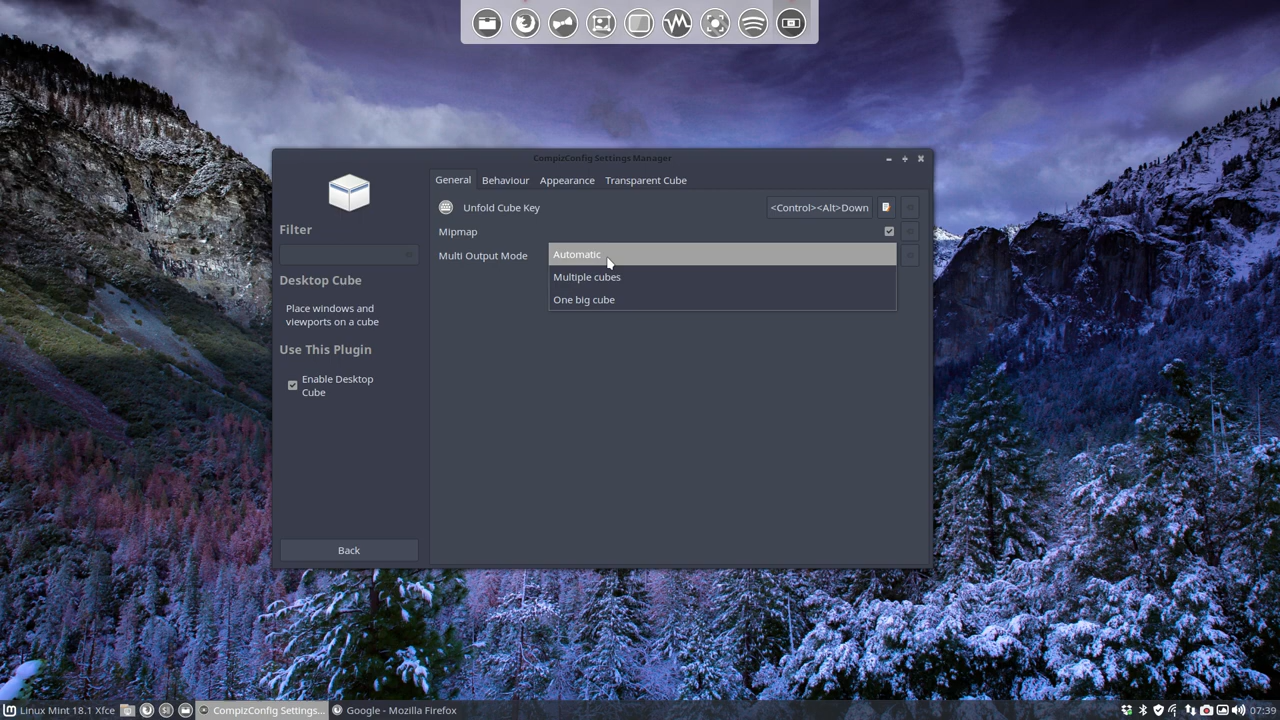 CompizConfig Settings Manager
General Behaviour Appearance Transparent Cube
Unfold Cube Key <Control><Alt>Down
Filter
Mipmap
Multi Output Mode
Automatic
Multiple cubes
One big cube
Desktop Cube
Place windows and
viewports on a cube
Use This Plugin
Enable Desktop
Cube
Back
Linux Mint 18.1 Xfce CompizConfig Settings... Google - Mozilla Firefox 07:39